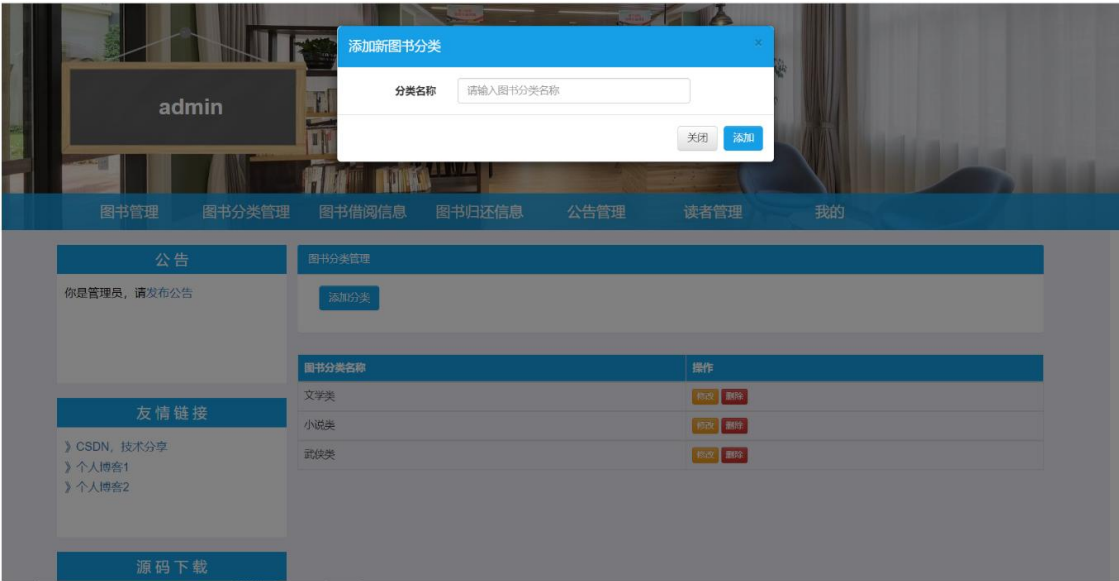 添加新图书分类 ×
分类名称 请输入图书分类名称
关闭 添加
admin
图书管理 图书分类管理 图书借阅信息 图书归还信息 公告管理 读者管理 我的
公告
你是管理员，请发布公告
友情链接
》CSDN，技术分享
》个人博客1
》个人博客2
源码下载
图书分类管理
添加分类
图书分类名称 操作
文学类 修改 删除
小说类 修改 删除
武侠类 修改 删除